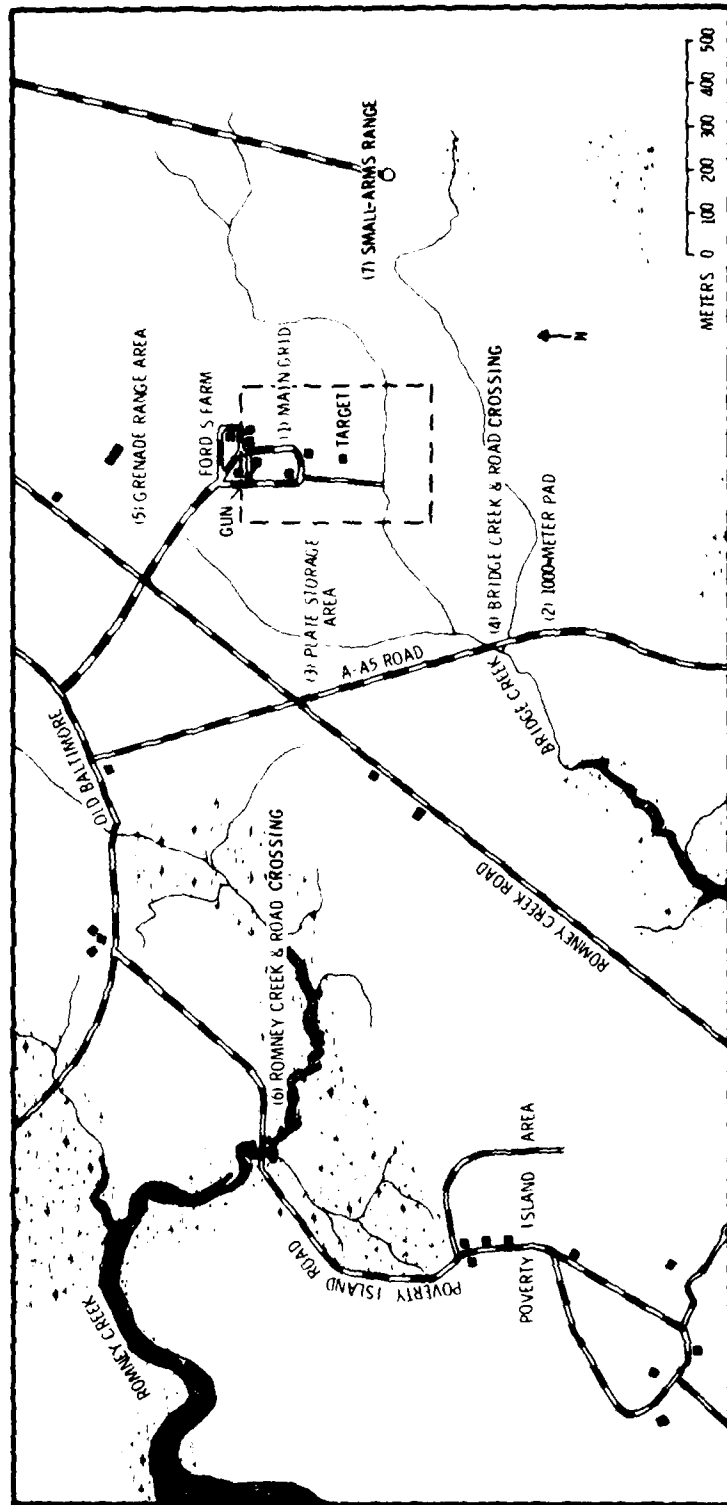 ROMNEY CREEK
OLD BALTIMORE
(5) GRENADE RANGE AREA
FORD S FARM
GUN
(1) MAIN GRID
TARGET
(3) PLATE STORAGE
AREA
A-A5 ROAD
(7) SMALL-ARMS RANGE
(6) ROMNEY CREEK & ROAD CROSSING
ROAD
POVERTY ISLAND
POVERTY ISLAND AREA
ROMNEY CREEK ROAD
BRIDGE CREEK
(4) BRIDGE CREEK & ROAD CROSSING
(2) 1000-METER PAD
N
METERS 0 100 200 300 400 500